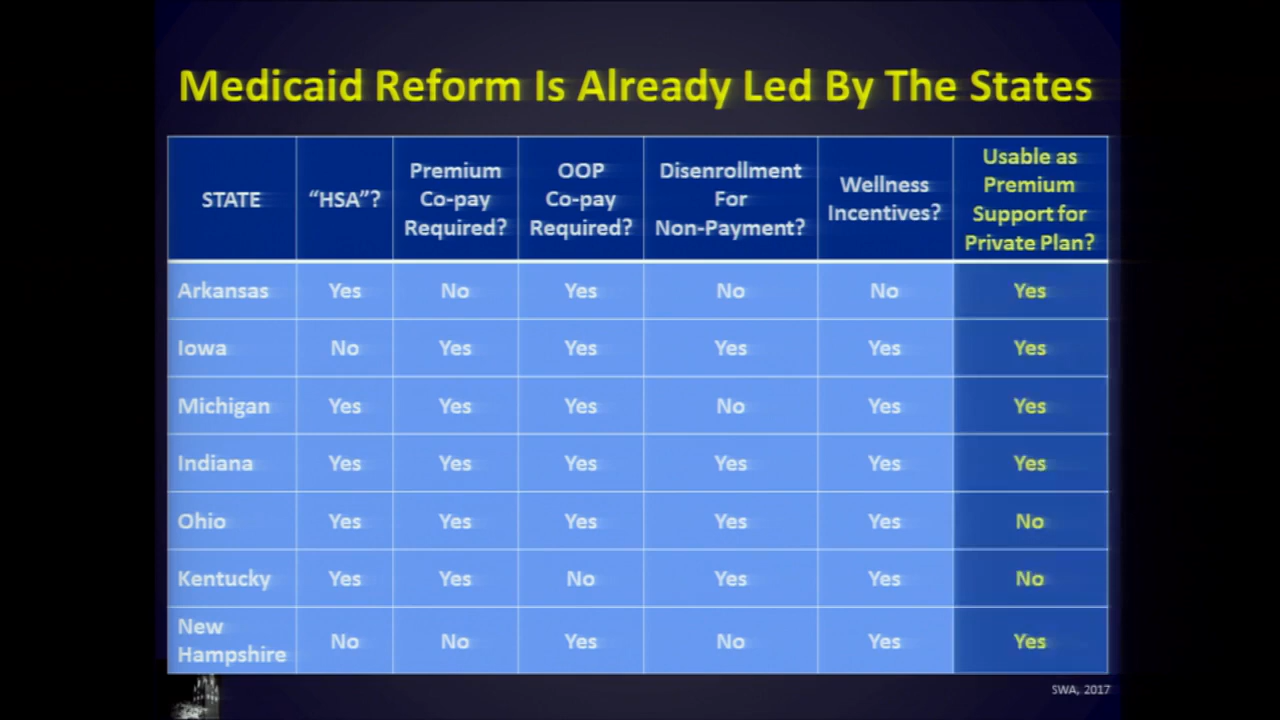 Medicaid Reform Is Already Led By The States
STATE “HSA”? Premium Co-pay Required? OOP Co-pay Required? Disenrollment For Non-Payment? Wellness Incentives? Usable as Premium Support for Private Plan?
Arkansas Yes No Yes No No Yes
Iowa No Yes Yes Yes Yes Yes
Michigan Yes Yes Yes No Yes Yes
Indiana Yes Yes Yes Yes Yes Yes
Ohio Yes Yes Yes Yes Yes No
Kentucky Yes Yes No Yes Yes No
New Hampshire No No Yes No Yes Yes
SWA, 2017